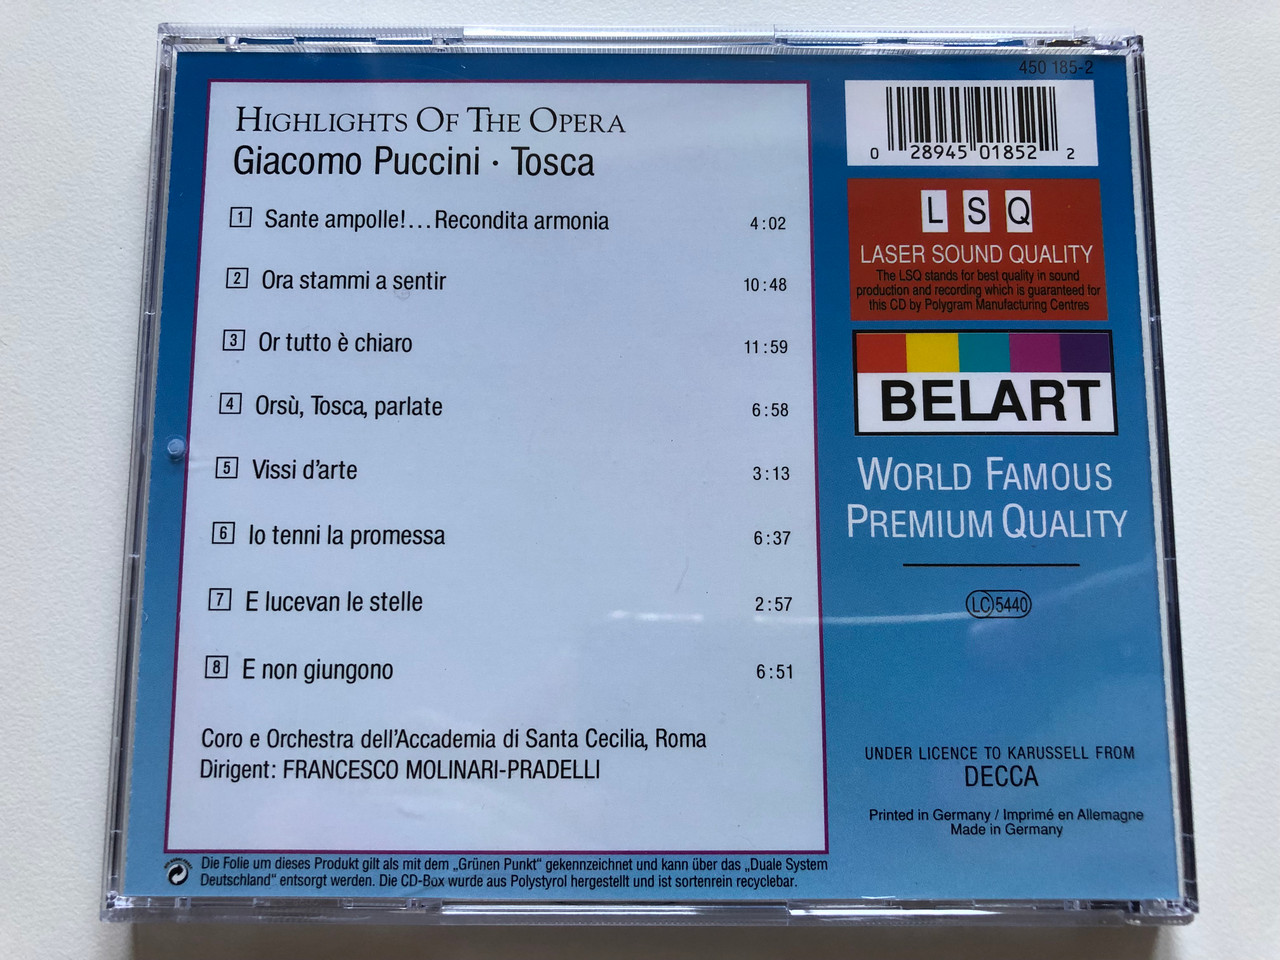 HIGHLIGHTS OF THE OPERA
Giacomo Puccini · Tosca
1 Sante ampolle!...Recondita armonia 4:02
2 Ora stammi a sentir 10:48
3 Or tutto è chiaro 11:59
4 Orsù, Tosca, parlate 6:58
5 Vissi d'arte 3:13
6 Io tenni la promessa 6:37
7 E lucevan le stelle 2:57
8 E non giungono 6:51
Coro e Orchestra dell'Accademia di Santa Cecilia, Roma
Dirigent: FRANCESCO MOLINARI-PRADELLI
Die Folie um dieses Produkt gilt als mit dem „Grünen Punkt“ gekennzeichnet und kann über das „Duale System
Deutschland“ entsorgt werden. Die CD-Box wurde aus Polystyrol hergestellt und ist sortenrein recyclebar.
450 185-2
0 28945 01852 2
LSQ
LASER SOUND QUALITY
The LSQ stands for best quality in sound
production and recording which is guaranteed for
this CD by Polygram Manufacturing Centres
BELART
WORLD FAMOUS
PREMIUM QUALITY
LC 5440
UNDER LICENCE TO KARUSSELL FROM
DECCA
Printed in Germany / Imprimé en Allemagne
Made in Germany